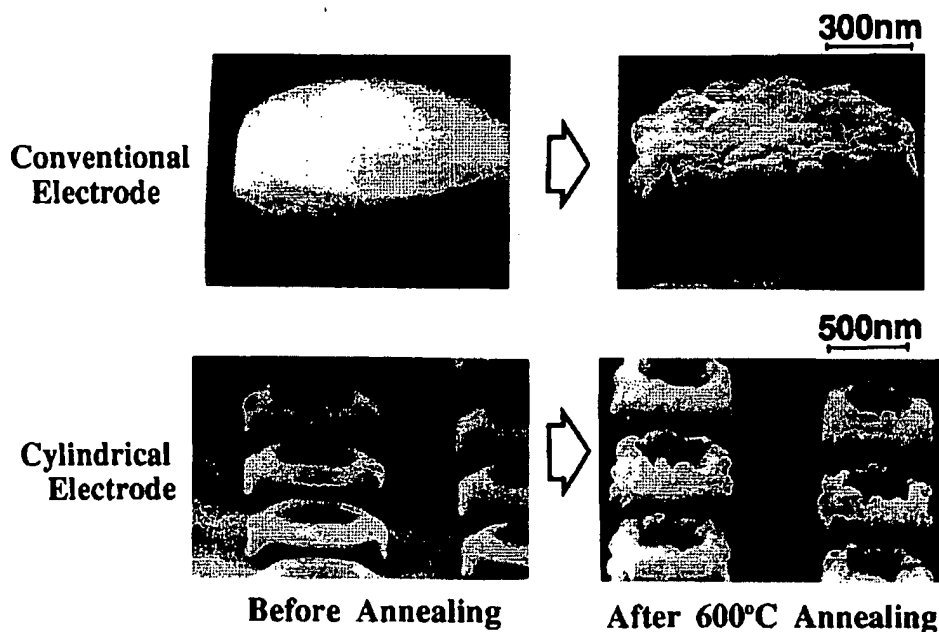 300nm
Conventional
Electrode
500nm
Cylindrical
Electrode
Before Annealing
After 600°C Annealing